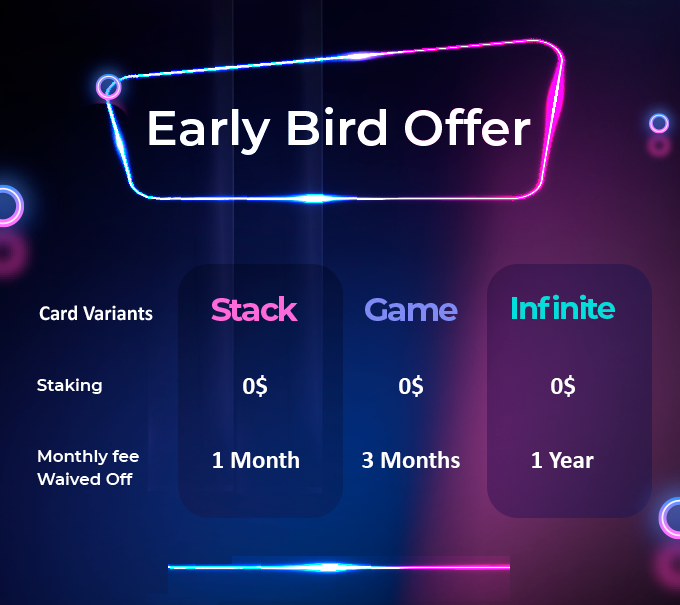 Early Bird Offer
Card Variants Stack Game Infinite
Staking 0$ 0$ 0$
Monthly fee
Waived Off 1 Month 3 Months 1 Year